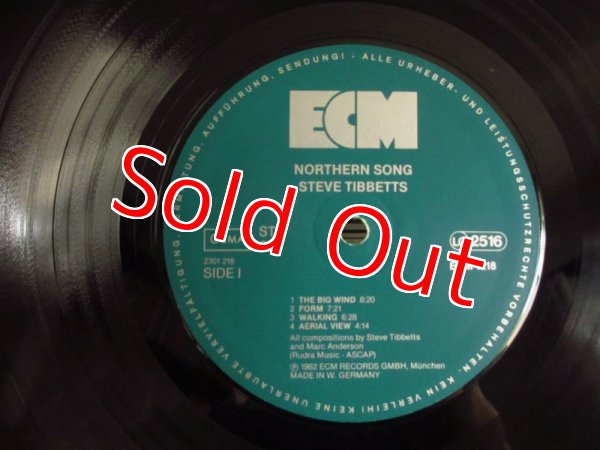 ECM
NORTHERN SONG
STEVE TIBBETTS
Sold Out
ST
LC 2516
2301 218
SIDE I
1 THE BIG WIND 8:20
2 FORM 7:21
3 WALKING 6:28
4 AERIAL VIEW 4:14
All compositions by Steve Tibbetts
and Marc Anderson
(Rudra Music - ASCAP)
Ⓟ 1982 ECM RECORDS GMBH, München
MADE IN W. GERMANY
AUFFÜHRUNG, SENDUNG! · ALLE URHEBER- UND LEISTUNGSSCHUTZRECHTE VORBEHALTEN. KEIN VERLEIH! KEINE UNERLAUBTE VERVIELFÄLTIGUNG,